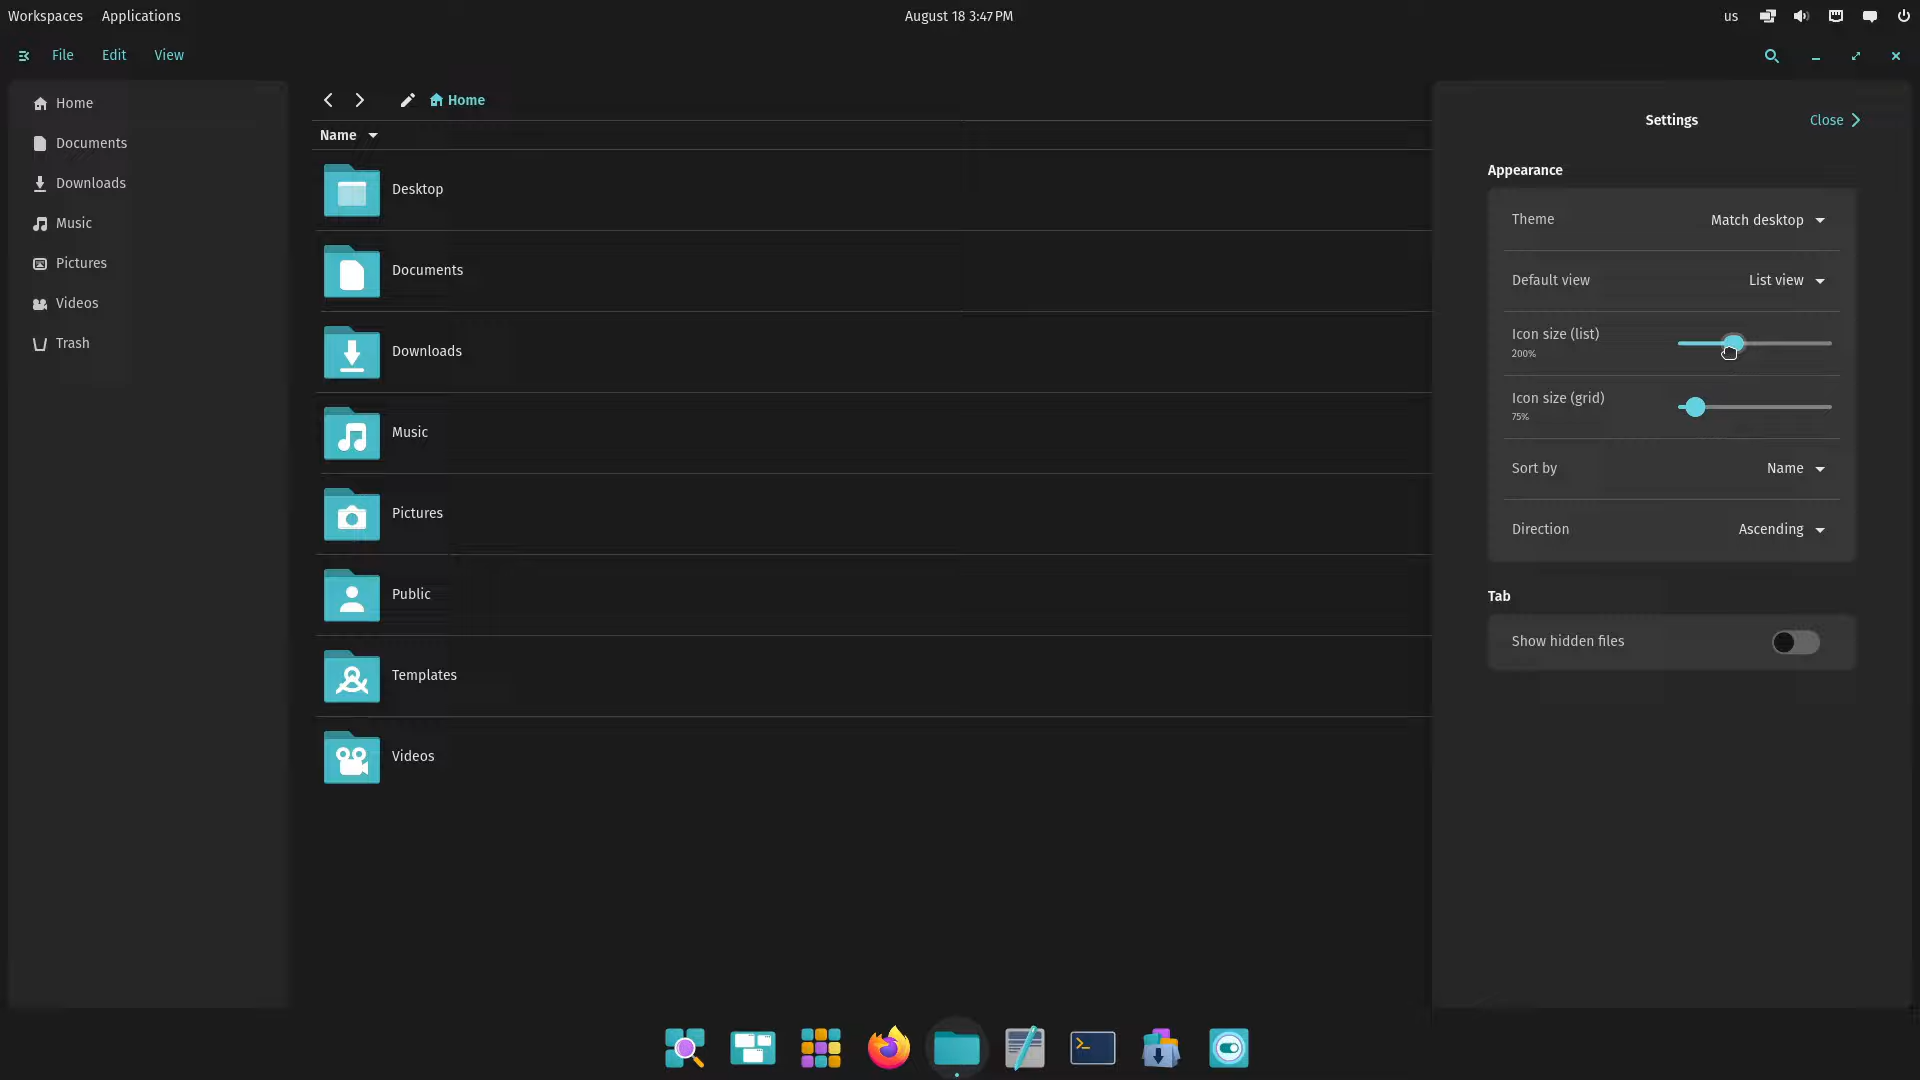 Workspaces Applications August 18 3:47 PM us
File Edit View
Home
Documents
Downloads
Music
Pictures
Videos
Trash
Home
Name
Desktop
Documents
Downloads
Music
Pictures
Public
Templates
Videos
Settings Close
Appearance
Theme Match desktop
Default view List view
Icon size (list)
200%
Icon size (grid)
75%
Sort by Name
Direction Ascending
Tab
Show hidden files